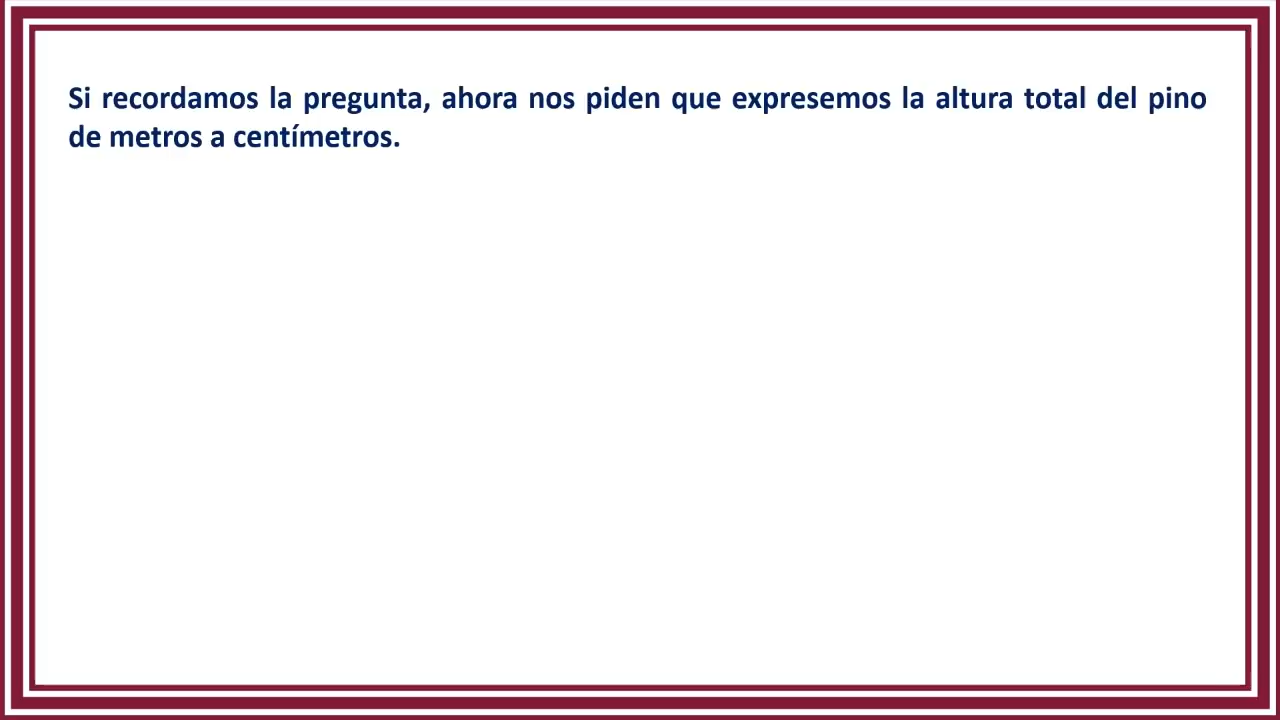 Si recordamos la pregunta, ahora nos piden que expresemos la altura total del pino
de metros a centímetros.